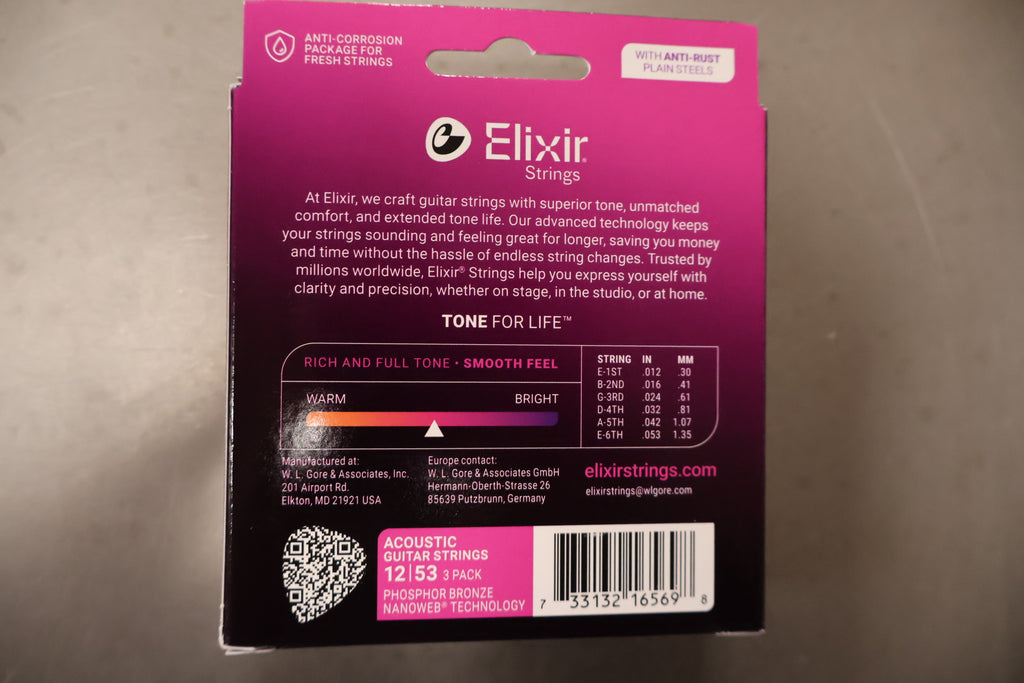 ANTI-CORROSION
PACKAGE FOR
FRESH STRINGS
WITH ANTI-RUST
PLAIN STEELS
Elixir®
Strings
At Elixir, we craft guitar strings with superior tone, unmatched
comfort, and extended tone life. Our advanced technology keeps
your strings sounding and feeling great for longer, saving you money
and time without the hassle of endless string changes. Trusted by
millions worldwide, Elixir® Strings help you express yourself with
clarity and precision, whether on stage, in the studio, or at home.
TONE FOR LIFE™
RICH AND FULL TONE • SMOOTH FEEL
WARM BRIGHT
STRING IN MM
E-1ST .012 .30
B-2ND .016 .41
G-3RD .024 .61
D-4TH .032 .81
A-5TH .042 1.07
E-6TH .053 1.35
Manufactured at:
W. L. Gore & Associates, Inc.
201 Airport Rd.
Elkton, MD 21921 USA
Europe contact:
W. L. Gore & Associates GmbH
Hermann-Oberth-Strasse 26
85639 Putzbrunn, Germany
elixirstrings.com
elixirstrings@wlgore.com
ACOUSTIC
GUITAR STRINGS
12|53 3 PACK
PHOSPHOR BRONZE
NANOWEB® TECHNOLOGY
7 33132 16569 8